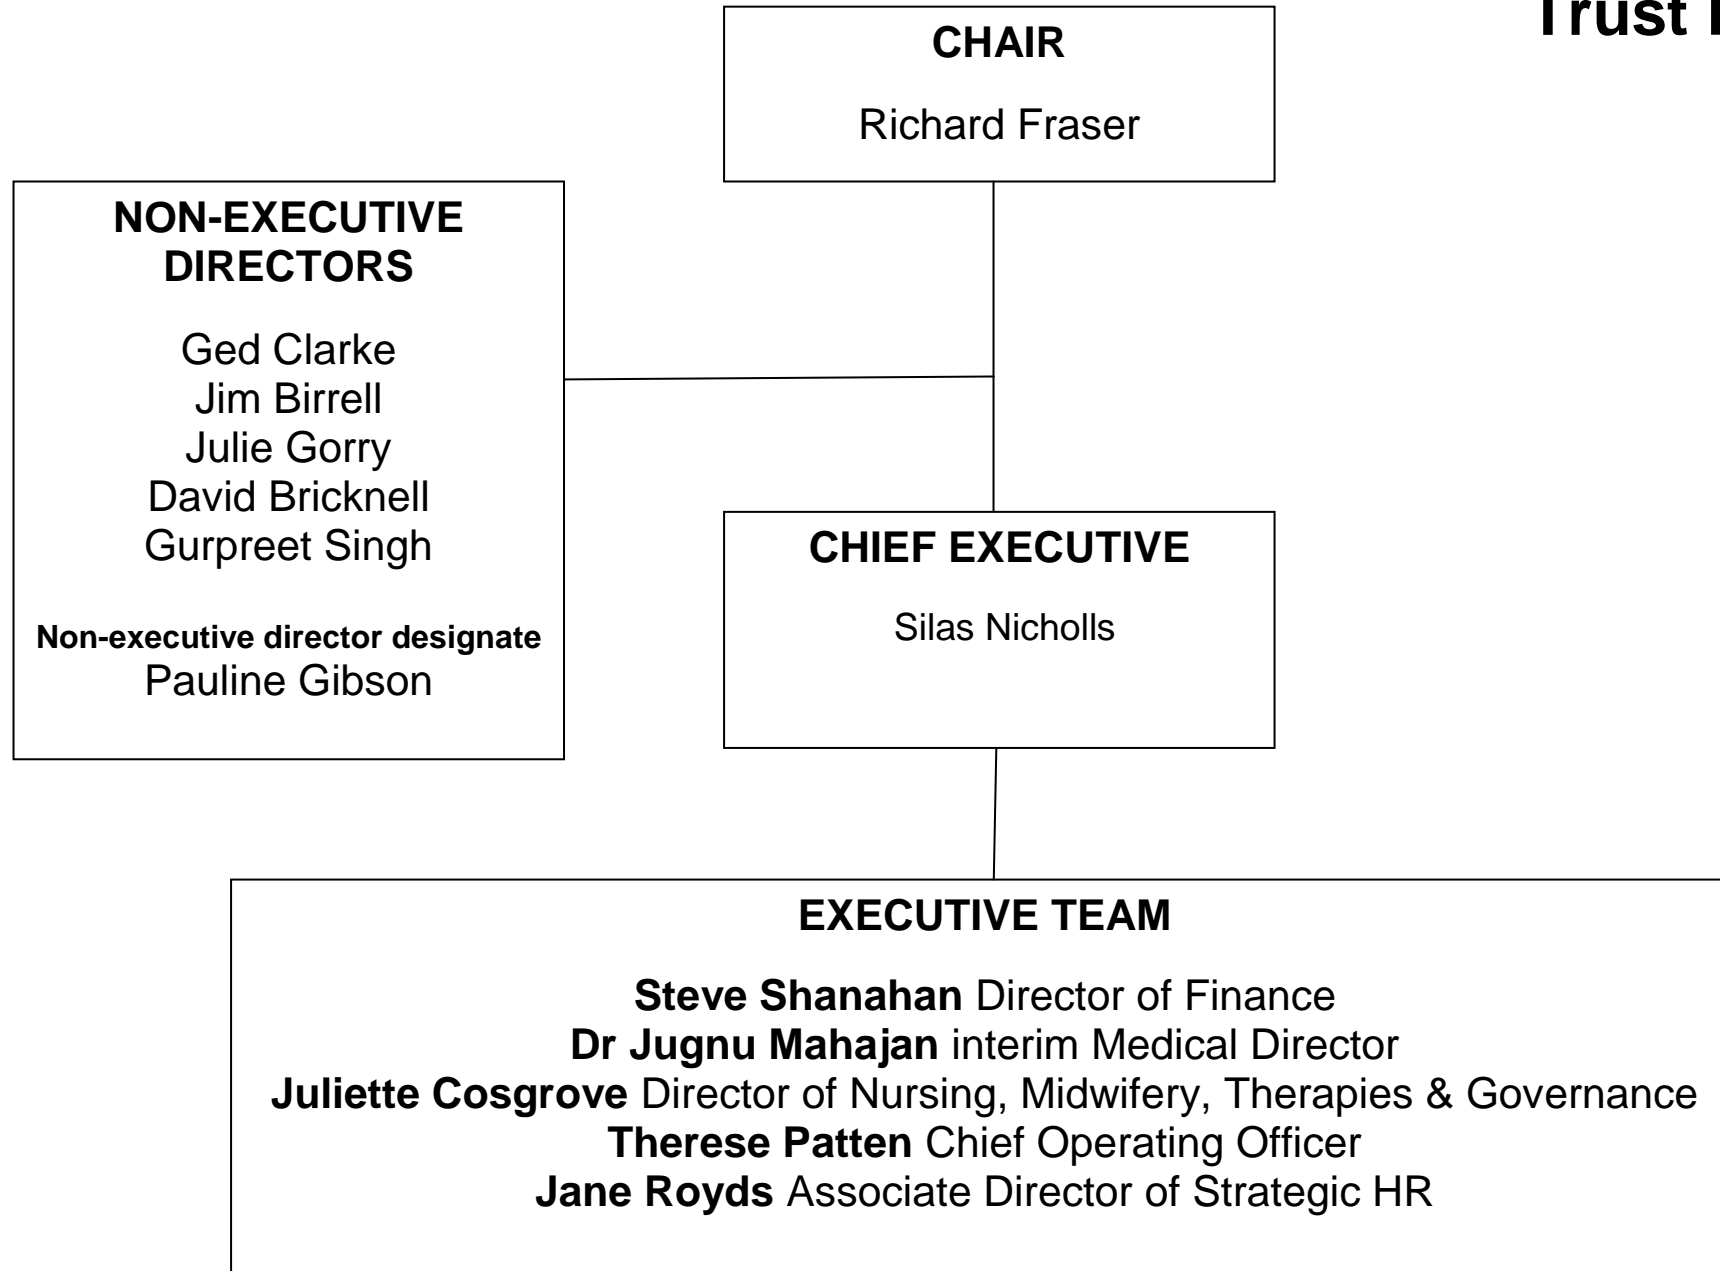 Trust
CHAIR
Richard Fraser
NON-EXECUTIVE
DIRECTORS
Ged Clarke
Jim Birrell
Julie Gorry
David Bricknell
Gurpreet Singh
Non-executive director designate
Pauline Gibson
CHIEF EXECUTIVE
Silas Nicholls
EXECUTIVE TEAM
Steve Shanahan Director of Finance
Dr Jugnu Mahajan interim Medical Director
Juliette Cosgrove Director of Nursing, Midwifery, Therapies & Governance
Therese Patten Chief Operating Officer
Jane Royds Associate Director of Strategic HR